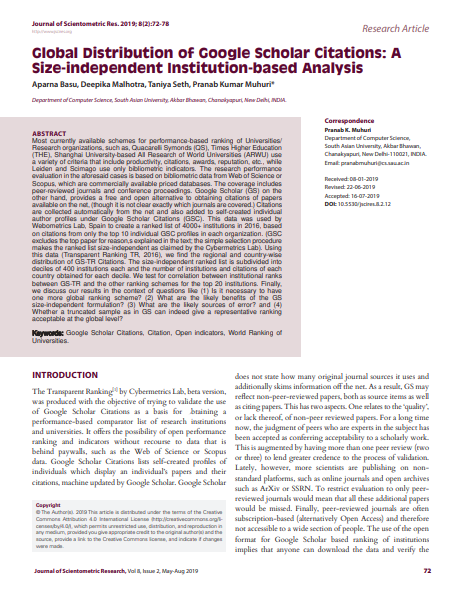 Journal of Scientometric Res. 2019; 8(2):72-78
http://www.jscires.org
Research Article
Global Distribution of Google Scholar Citations: A
Size-independent Institution-based Analysis
Aparna Basu, Deepika Malhotra, Taniya Seth, Pranab Kumar Muhuri*
Department of Computer Science, South Asian University, Akbar Bhawan, Chanakyapuri, New Delhi, INDIA.
ABSTRACT
Most currently available schemes for performance-based ranking of Universities/
Research organizations, such as, Quacarelli Symonds (QS), Times Higher Education
(THE), Shanghai University-based All Research of World Universities (ARWU) use
a variety of criteria that include productivity, citations, awards, reputation, etc., while
Leiden and Scimago use only bibliometric indicators. The research performance
evaluation in the aforesaid cases is based on bibliometric data from Web of Science or
Scopus, which are commercially available priced databases. The coverage includes
peer-reviewed journals and conference proceedings. Google Scholar (GS) on the
other hand, provides a free and open alternative to obtaining citations of papers
available on the net, (though it is not clear exactly which journals are covered.) Citations
are collected automatically from the net and also added to self-created individual
author profiles under Google Scholar Citations (GSC). This data was used by
Webometrics Lab, Spain to create a ranked list of 4000+ institutions in 2016, based
on citations from only the top 10 individual GSC profiles in each organization. (GSC
excludes the top paper for reasons explained in the text; the simple selection procedure
makes the ranked list size-independent as claimed by the Cybermetrics Lab). Using
this data (Transparent Ranking TR, 2016), we find the regional and country-wise
distribution of GS-TR Citations. The size-independent ranked list is subdivided into
deciles of 400 institutions each and the number of institutions and citations of each
country obtained for each decile. We test for correlation between institutional ranks
between GS-TR and the other ranking schemes for the top 20 institutions. Finally,
we discuss our results in the context of questions like (1) Is it necessary to have
one more global ranking scheme? (2) What are the likely benefits of the GS
size-independent formulation? (3) What are the likely sources of error? and (4)
Whether a truncated sample as in GS can indeed give a representative ranking
acceptable at the global level?
Keywords: Google Scholar Citations, Citation, Open indicators, World Ranking of
Universities.
Correspondence
Pranab K. Muhuri
Department of Computer Science,
South Asian University, Akbar Bhawan,
Chanakyapuri, New Delhi-110021, INDIA.
Email: pranabmuhuri@cs.sau.ac.in
Received: 08-01-2019
Revised: 22-06-2019
Accepted: 16-07-2019
DOI: 10.5530/jscires.8.2.12
INTRODUCTION
The Transparent Ranking[1] by Cybermetrics Lab, beta version,
was produced with the objective of trying to validate the use
of Google Scholar Citations as a basis for .btraining a
performance-based comparator list of research institutions
and universities. It offers the possibility of open performance
ranking and indicators without recourse to data that is
behind paywalls, such as the Web of Science or Scopus
data. Google Scholar Citations lists self-created profiles of
individuals which display an individual's papers and their
citations, machine updated by Google Scholar. Google Scholar
Copyright
© The Author(s). 2019 This article is distributed under the terms of the Creative
Commons Attribution 4.0 International License (http://creativecommons.org/li-
censes/by/4.0/), which permits unrestricted use, distribution, and reproduction in
any medium, provided you give appropriate credit to the original author(s) and the
source, provide a link to the Creative Commons license, and indicate if changes
were made.
does not state how many original journal sources it uses and
additionally skims information off the net. As a result, GS may
reflect non-peer-reviewed papers, both as source items as well
as citing papers. This has two aspects. One relates to the 'quality',
or lack thereof, of non-peer reviewed papers. For a long time
now, the judgment of peers who are experts in the subject has
been accepted as conferring acceptability to a scholarly work.
This is augmented by having more than one peer review (two
or three) to lend greater credence to the process of validation.
Lately, however, more scientists are publishing on non-
standard platforms, such as online journals and open archives
such as ArXiv or SSRN. To restrict evaluation to only peer-
reviewed journals would mean that all these additional papers
would be missed. Finally, peer-reviewed journals are often
subscription-based (alternatively Open Access) and therefore
not accessible to a wide section of people. The use of the open
format for Google Scholar based ranking of institutions
implies that anyone can download the data and verify the
Journal of Scientometric Research, Vol 8, Issue 2, May-Aug 2019
72